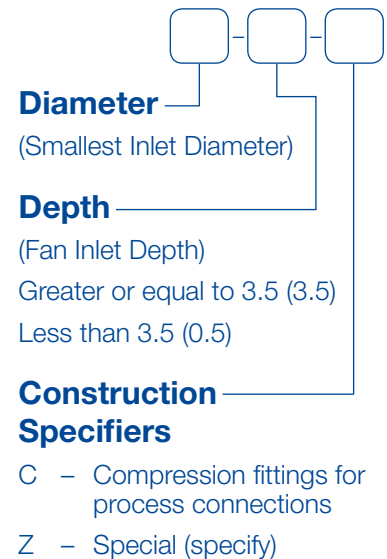 – –
Diameter
(Smallest Inlet Diameter)
Depth
(Fan Inlet Depth)
Greater or equal to 3.5 (3.5)
Less than 3.5 (0.5)
Construction
Specifiers
C – Compression fittings for
process connections
Z – Special (specify)